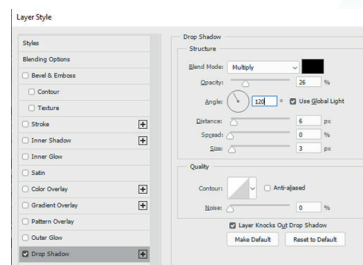 Layer Style
Styles
Blending Options
Bevel & Emboss
Contour
Texture
Stroke
Inner Shadow
Inner Glow
Satin
Color Overlay
Gradient Overlay
Pattern Overlay
Outer Glow
Drop Shadow
Drop Shadow
Structure
Blend Mode: Multiply
Opacity: 26 %
Angle: 120 ° Use Global Light
Distance: 6 px
Spread: 0 %
Size: 3 px
Quality
Contour: Anti-aliased
Noise: 0 %
Layer Knocks Out Drop Shadow
Make Default Reset to Default